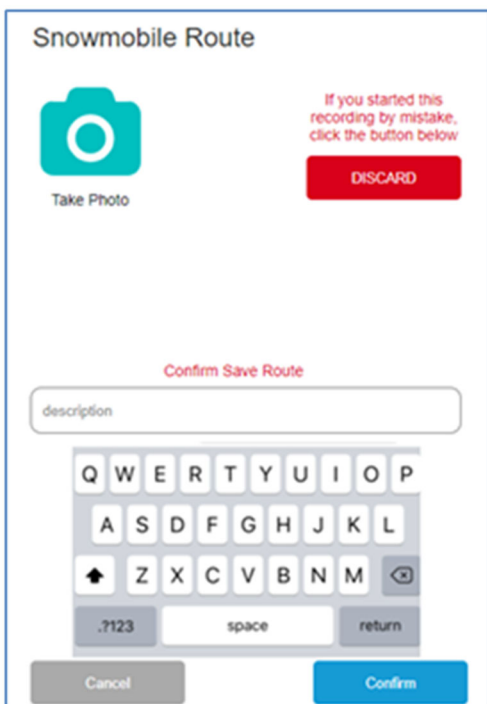 Snowmobile Route
If you started this
recording by mistake,
click the button below
DISCARD
Take Photo
Confirm Save Route
description
Q W E R T Y U I O P
A S D F G H J K L
Z X C V B N M
.?123 space return
Cancel Confirm